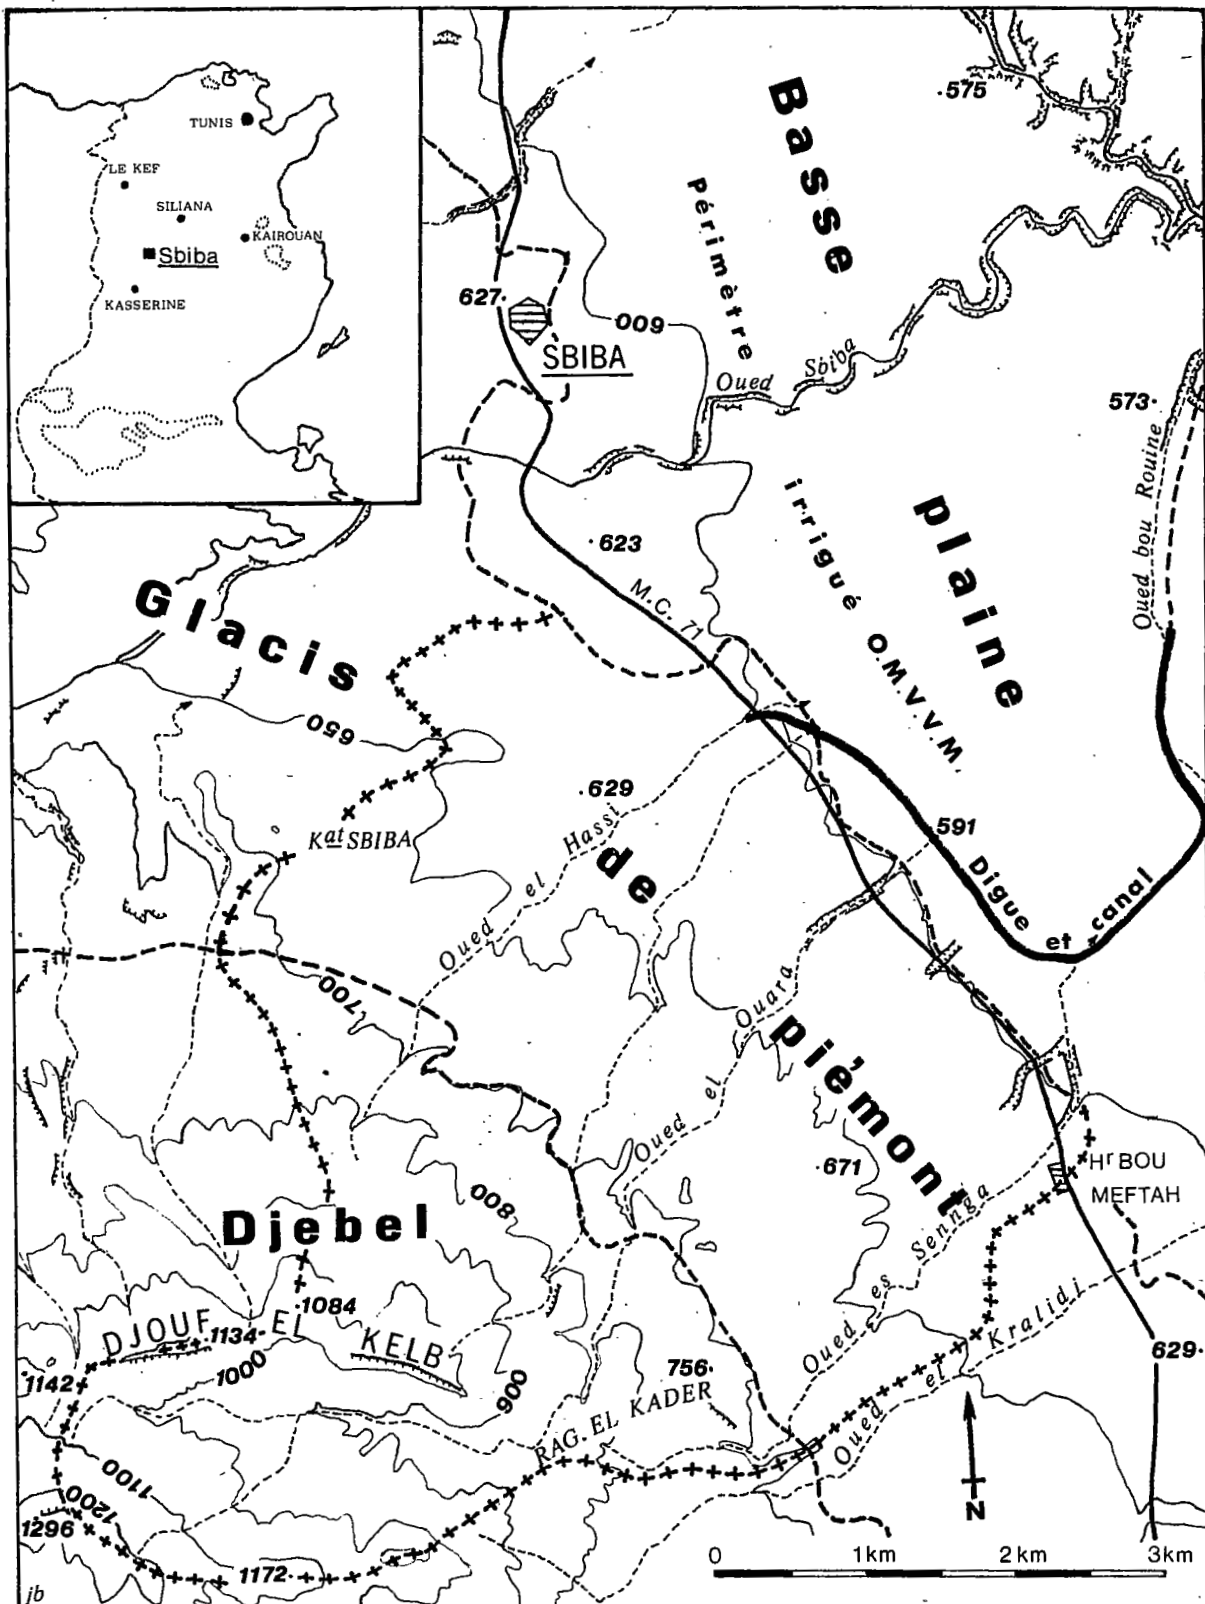 TUNIS
LE KEF
SILIANA
KAIROUAN
Sbiba
KASSERINE
Basse
plaine
Périmètre
irrigué O.M.V.V.M.
575
627
SBIBA
600
Oued Sbiba
573
Oued bou Rouine
623
M.C. 71
Glacis
de
piémont
650
629
Kat SBIBA
Oued el Hassi
591
Digue et canal
700
Oued el Ouara
671
Hr BOU
MEFTAH
Djebel
800
Oued es Sennga
Oued el Kralidj
1084
DJOUF EL KELB
1134
1142
1000
900
756
RAG. EL KADER
629
1100
1200
1296
1172
N
0 1km 2km 3km
jb